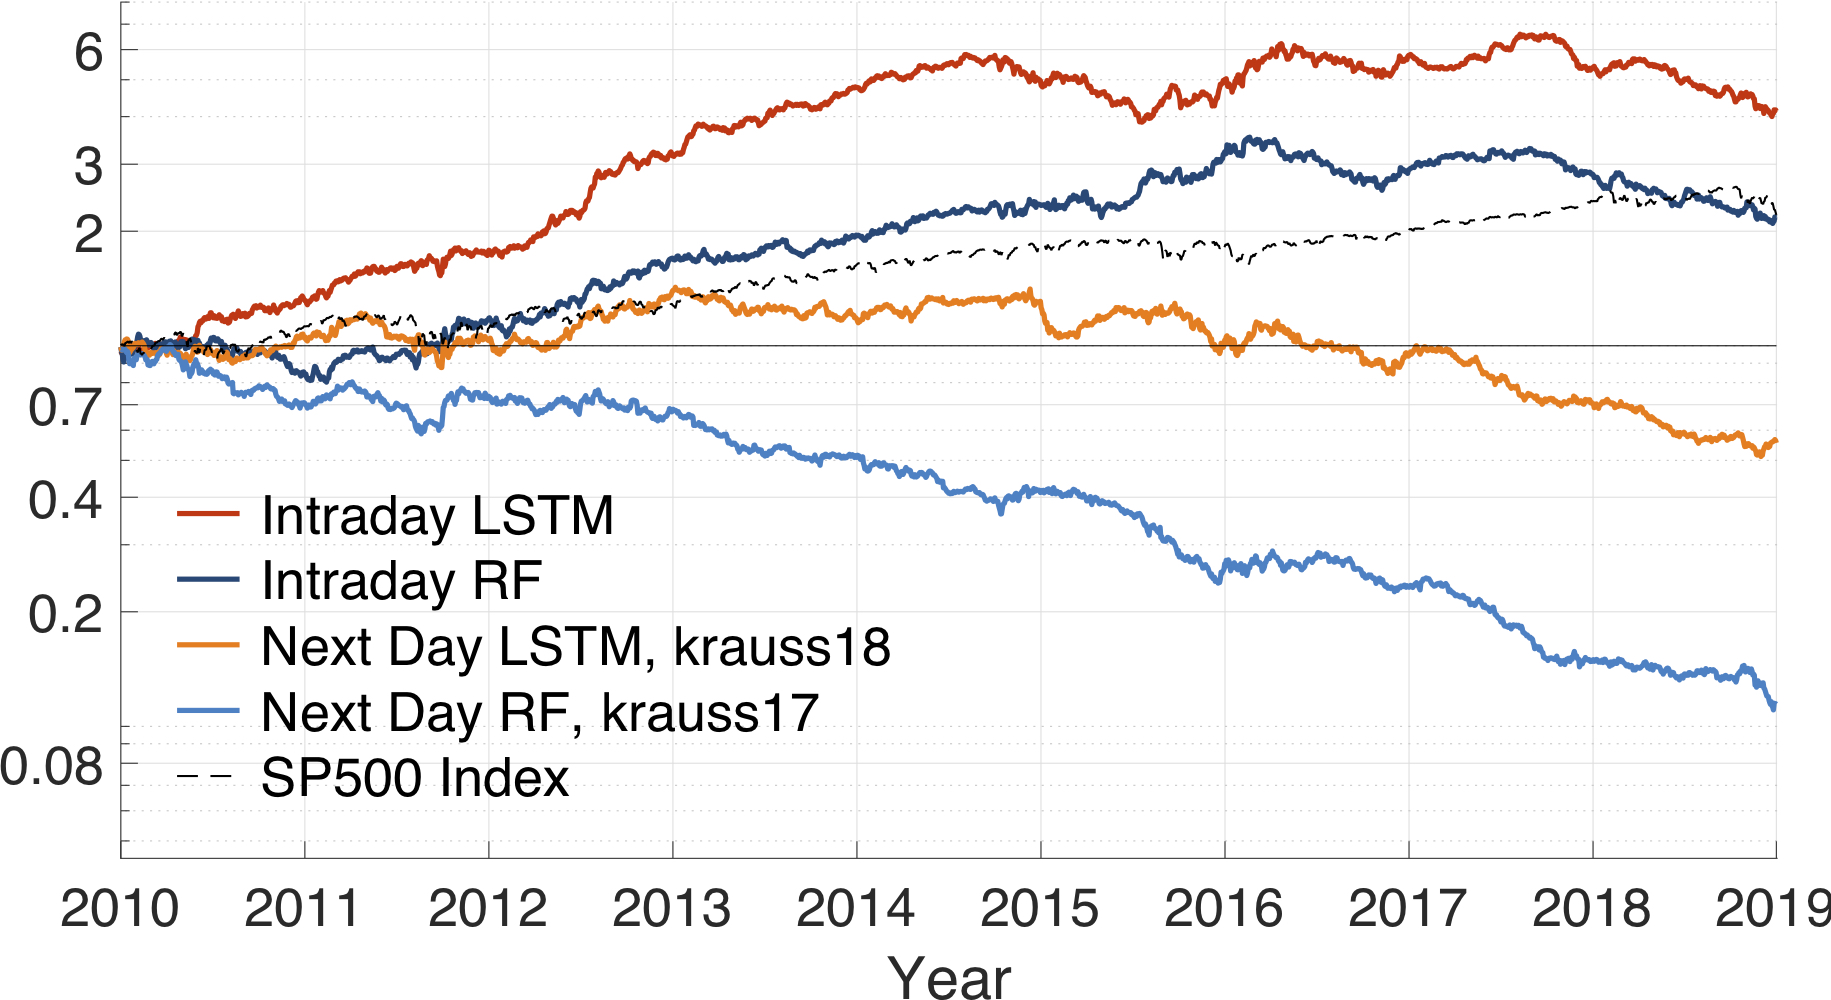 6
3
2
0.7
0.4
0.2
0.08
Intraday LSTM
Intraday RF
Next Day LSTM, krauss18
Next Day RF, krauss17
SP500 Index
2010 2011 2012 2013 2014 2015 2016 2017 2018 2019
Year